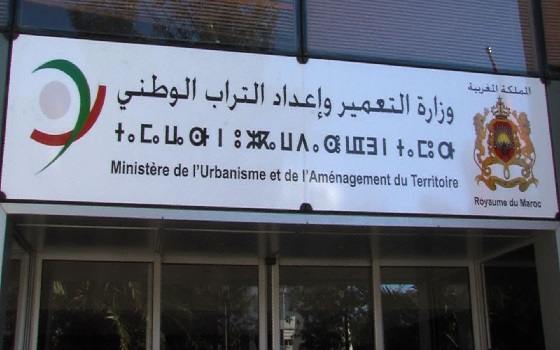 وزارة التعمير وإعداد التراب الوطني
Ministère de l'Urbanisme et de l'Aménagement du Territoire
المملكة المغربية
Royaume du Maroc